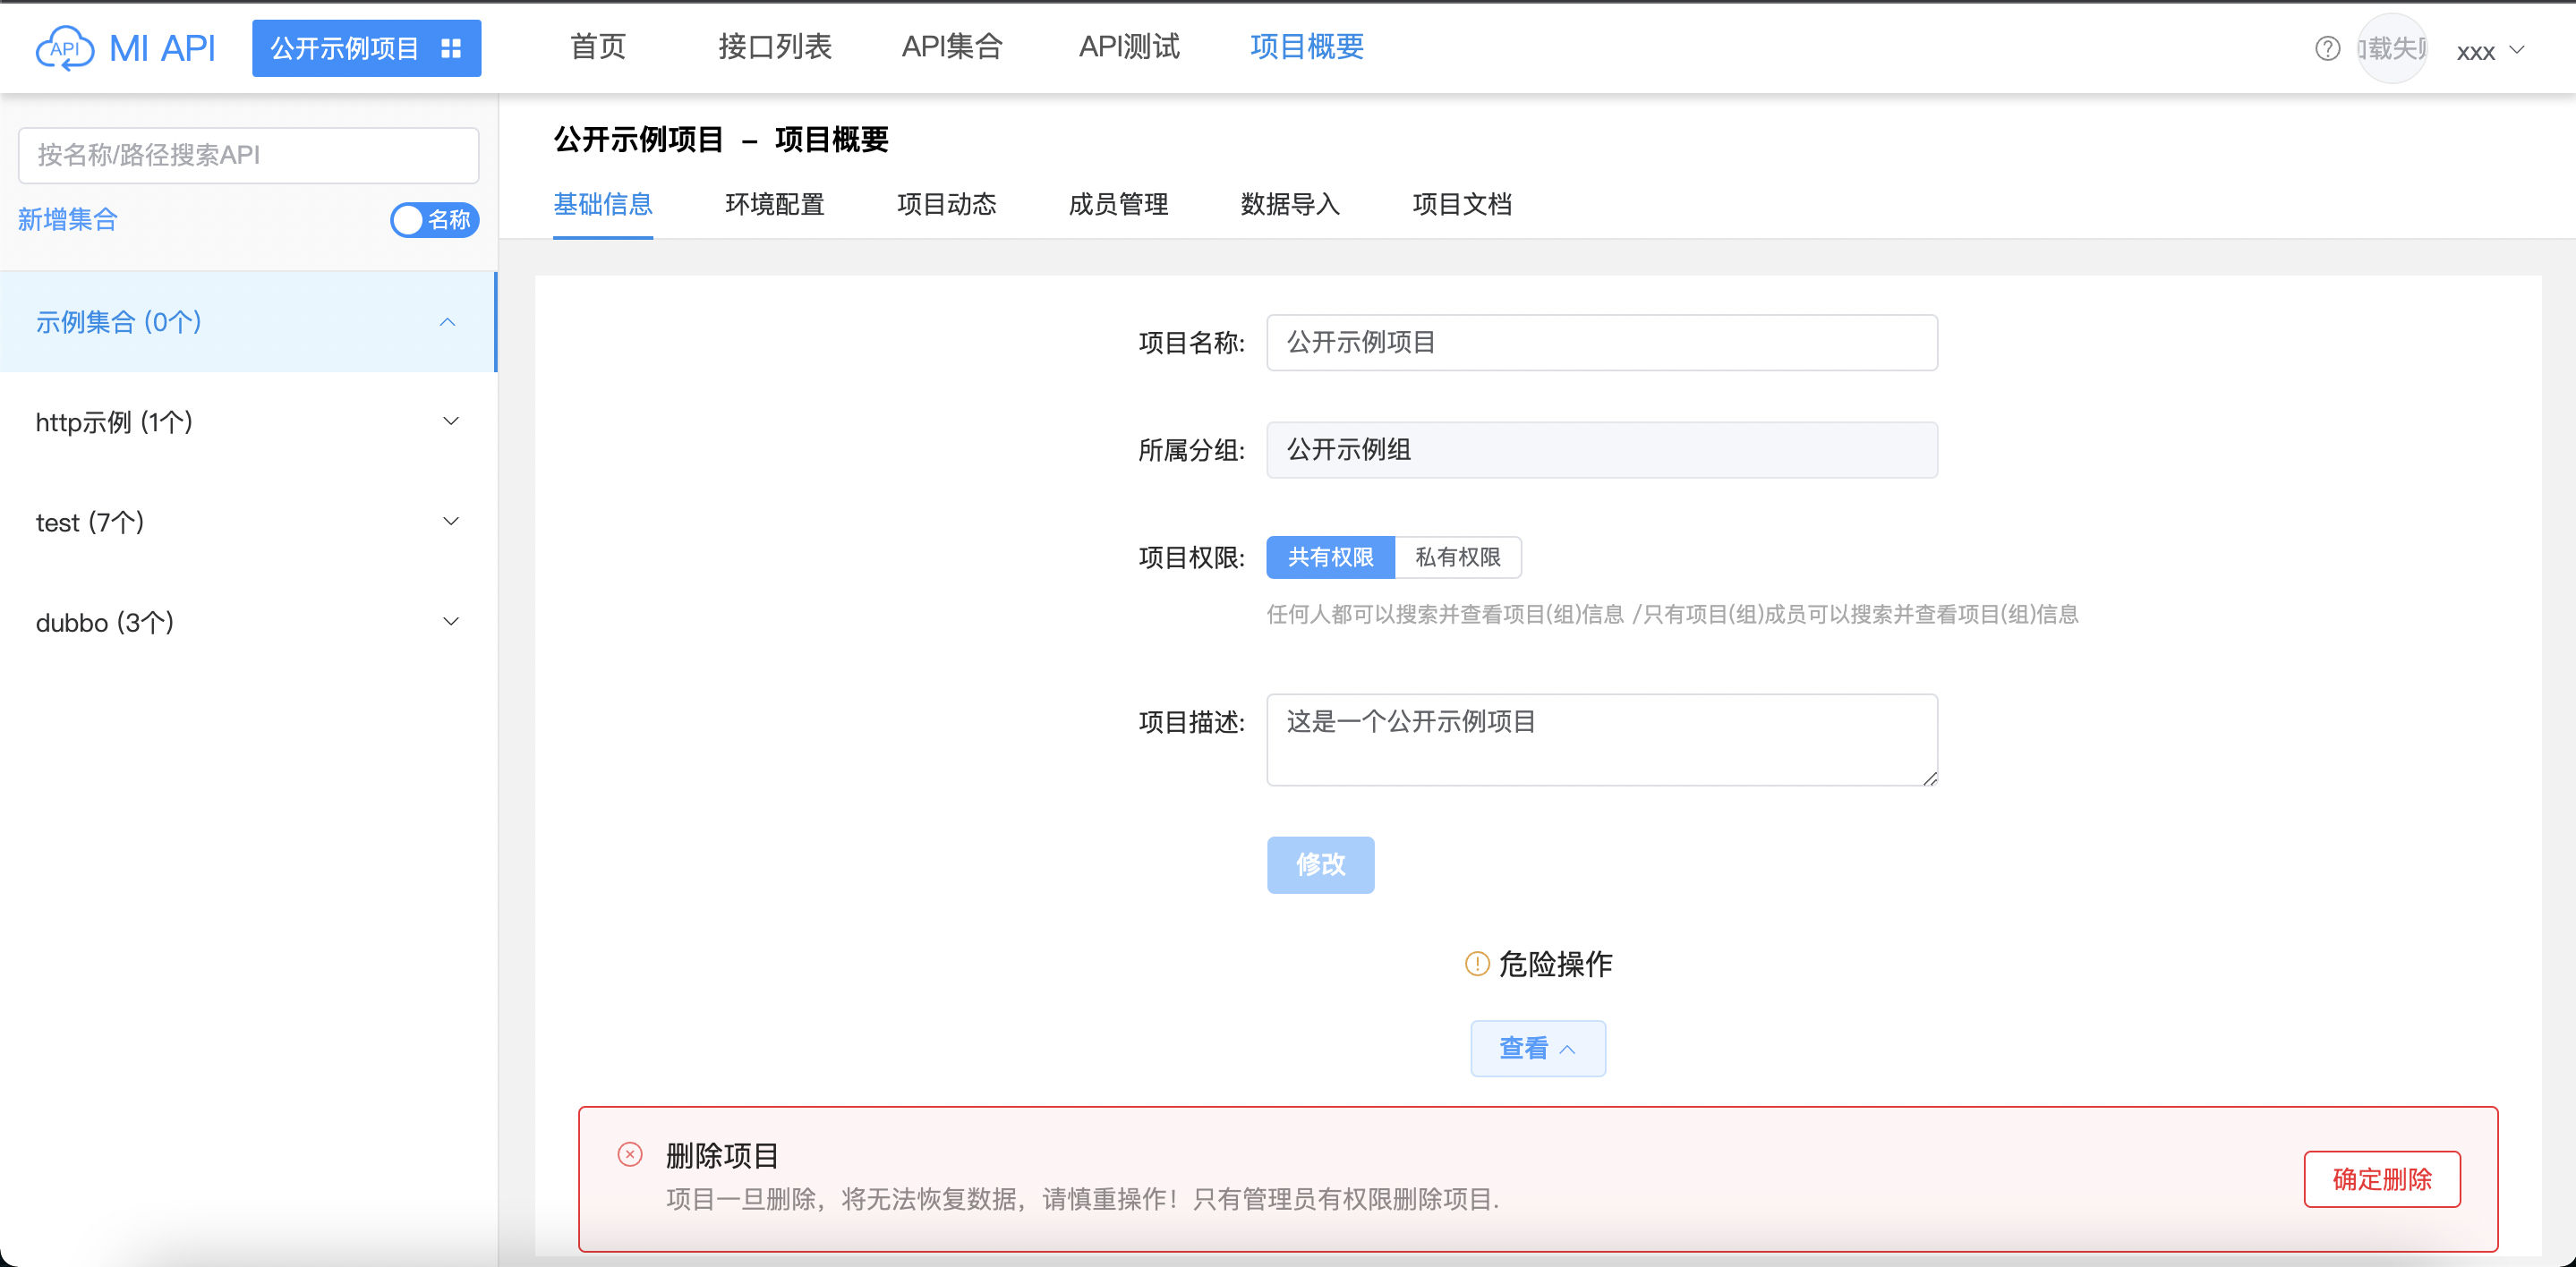 API MI API 公开示例项目 首页 接口列表 API集合 API测试 项目概要 xxx
按名称/路径搜索API
新增集合 名称
示例集合 (0个)
http示例 (1个)
test (7个)
dubbo (3个)
公开示例项目 – 项目概要
基础信息 环境配置 项目动态 成员管理 数据导入 项目文档
项目名称: 公开示例项目
所属分组: 公开示例组
项目权限: 共有权限 私有权限
任何人都可以搜索并查看项目(组)信息 /只有项目(组)成员可以搜索并查看项目(组)信息
项目描述: 这是一个公开示例项目
修改
危险操作
查看
删除项目
项目一旦删除，将无法恢复数据，请慎重操作！只有管理员有权限删除项目.
确定删除